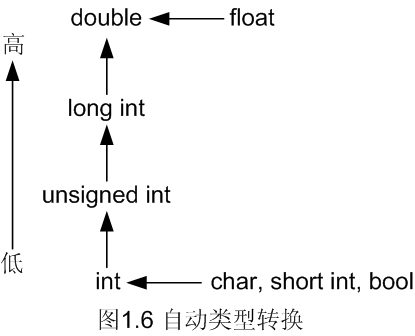 double float
高
long int
unsigned int
低
int char, short int, bool
图1.6 自动类型转换